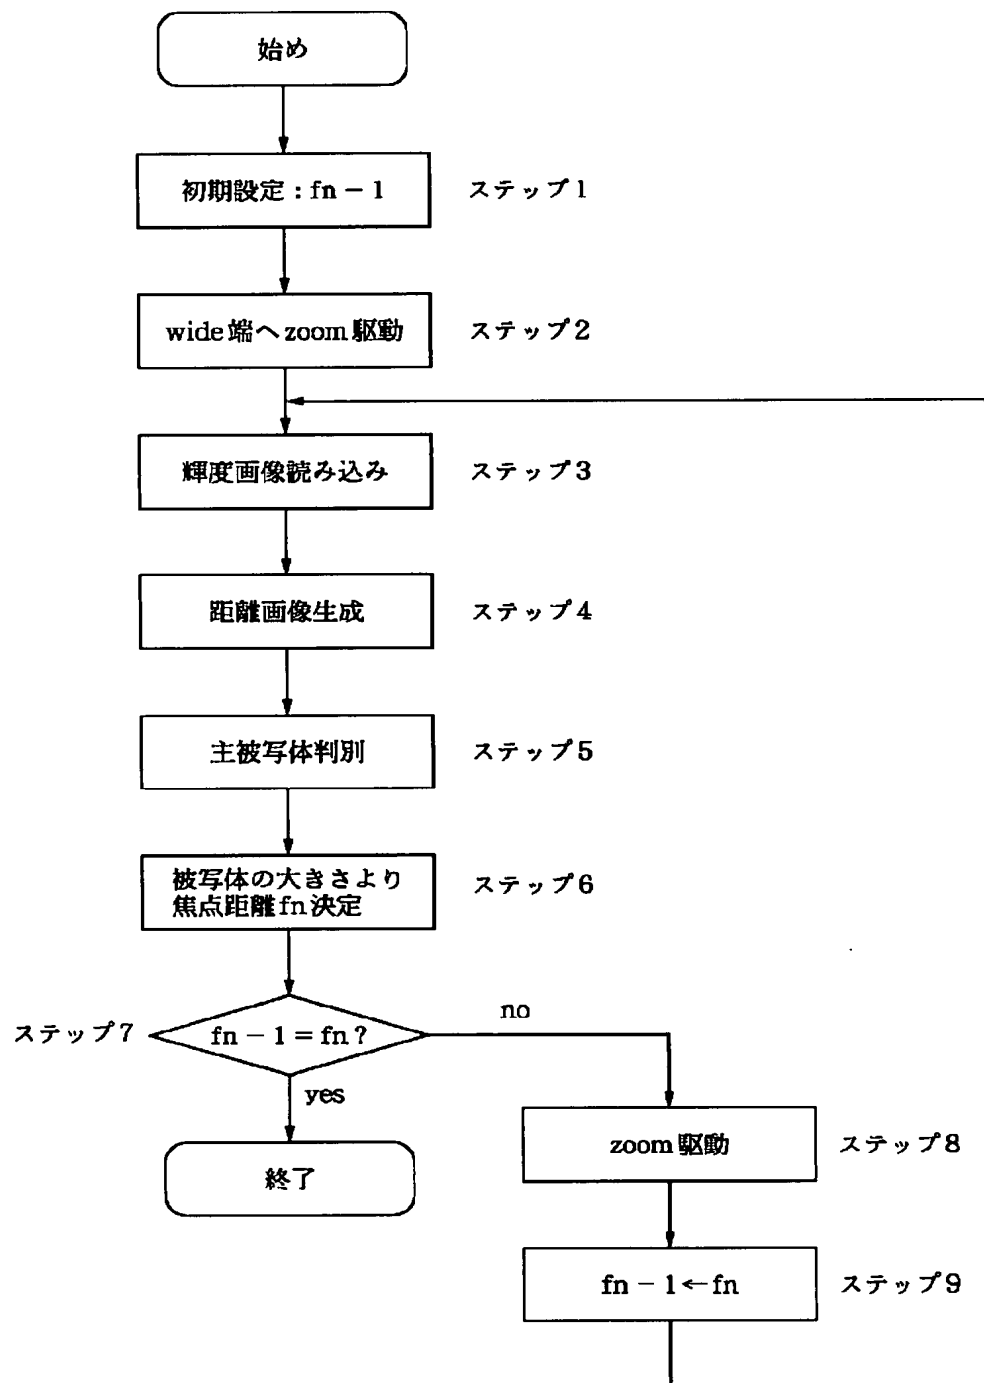 始め
初期設定：fn－1
ステップ1
wide端へzoom駆動
ステップ2
輝度画像読み込み
ステップ3
距離画像生成
ステップ4
主被写体判別
ステップ5
被写体の大きさより
焦点距離fn決定
ステップ6
ステップ7
fn－1＝fn？
no
yes
終了
zoom駆動
ステップ8
fn－1←fn
ステップ9